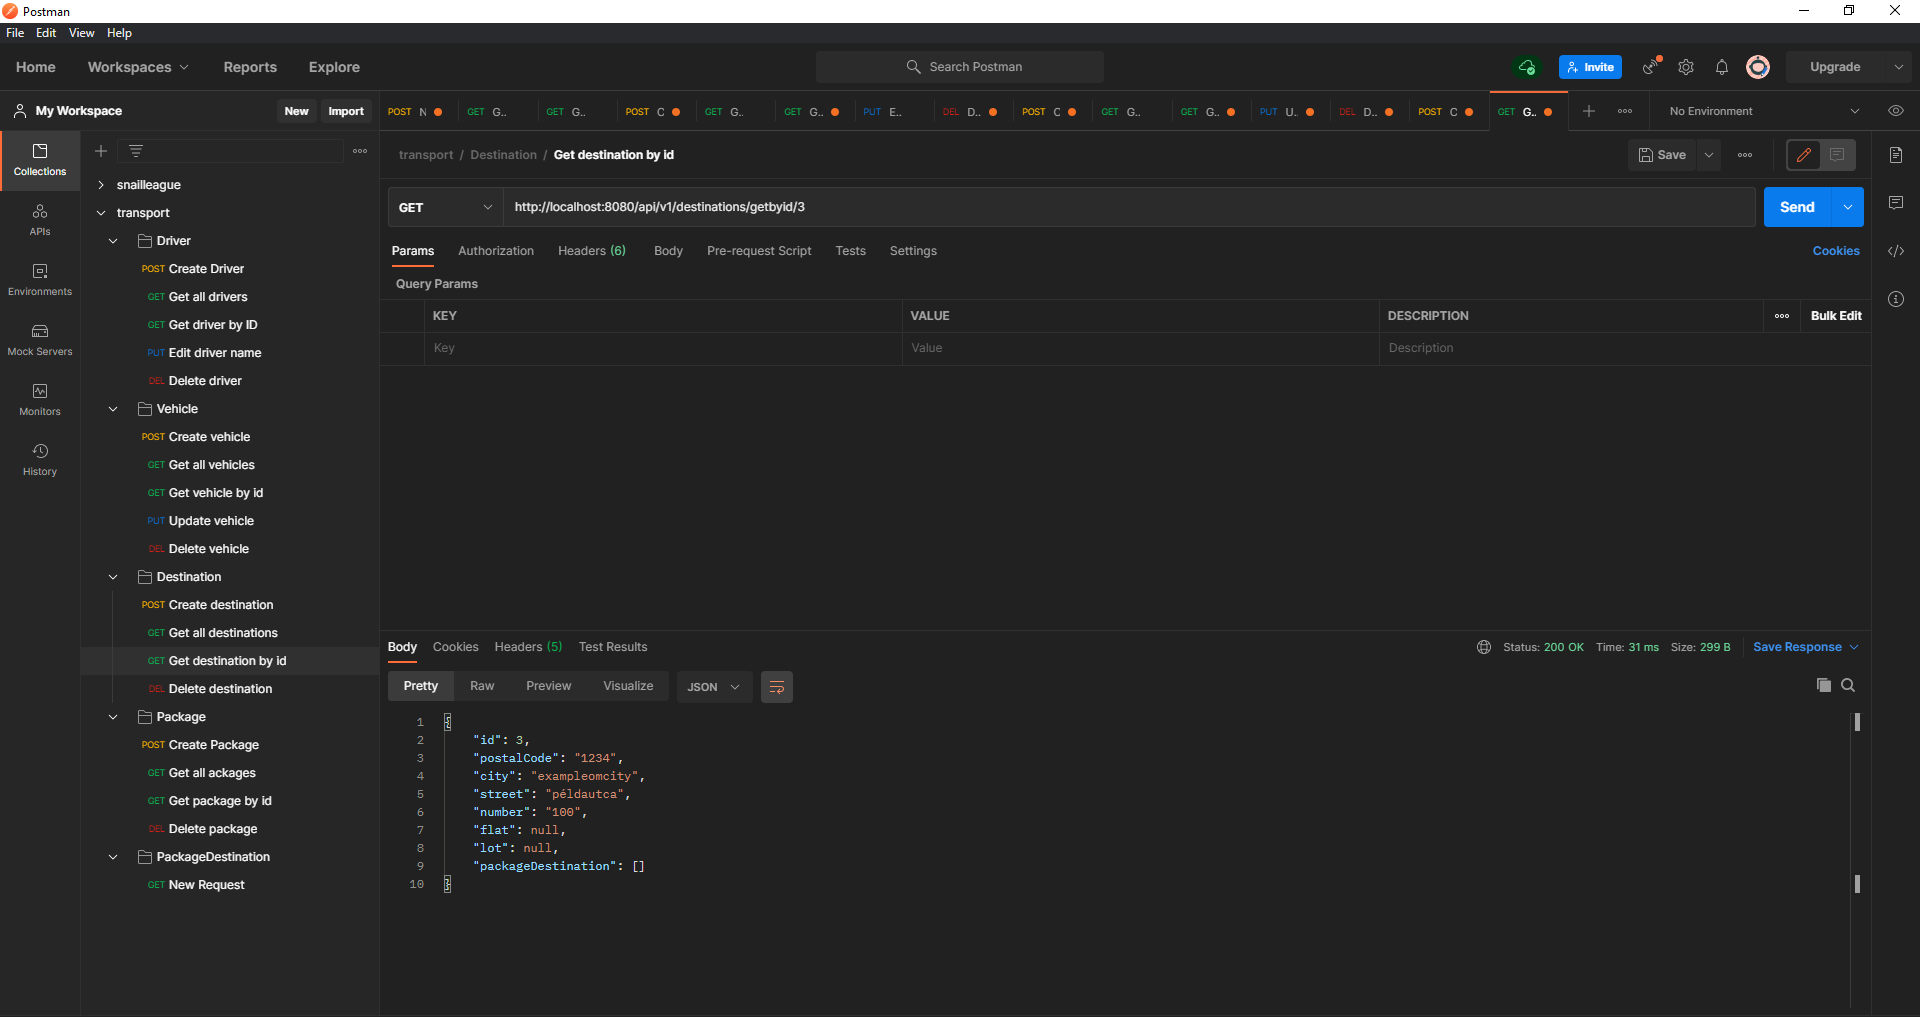 Postman
File Edit View Help
Home Workspaces Reports Explore
Search Postman
Invite
Upgrade
My Workspace
New Import
POST N
GET G..
GET G..
POST C
GET G..
GET G..
PUT E..
DEL D..
POST C
GET G..
GET G..
PUT U..
DEL D..
POST C
GET G..
No Environment
Collections
APIs
Environments
Mock Servers
Monitors
History
snailleague
transport
Driver
POST Create Driver
GET Get all drivers
GET Get driver by ID
PUT Edit driver name
DEL Delete driver
Vehicle
POST Create vehicle
GET Get all vehicles
GET Get vehicle by id
PUT Update vehicle
DEL Delete vehicle
Destination
POST Create destination
GET Get all destinations
GET Get destination by id
DEL Delete destination
Package
POST Create Package
GET Get all ackages
GET Get package by id
DEL Delete package
PackageDestination
GET New Request
transport / Destination / Get destination by id
Save
GET http://localhost:8080/api/v1/destinations/getbyid/3
Send
Params Authorization Headers (6) Body Pre-request Script Tests Settings
Cookies
Query Params
KEY VALUE DESCRIPTION Bulk Edit
Key Value Description
Body Cookies Headers (5) Test Results
Status: 200 OK Time: 31 ms Size: 299 B Save Response
Pretty Raw Preview Visualize JSON
1 {
2 "id": 3,
3 "postalCode": "1234",
4 "city": "exampleomcity",
5 "street": "példautca",
6 "number": "100",
7 "flat": null,
8 "lot": null,
9 "packageDestination": []
10 }